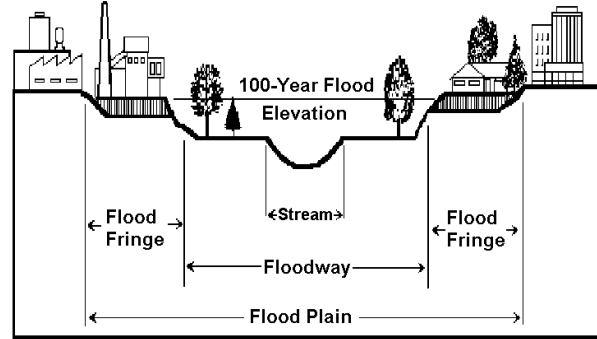 100-Year Flood
Elevation
Stream
Flood
Fringe
Flood
Fringe
Floodway
Flood Plain